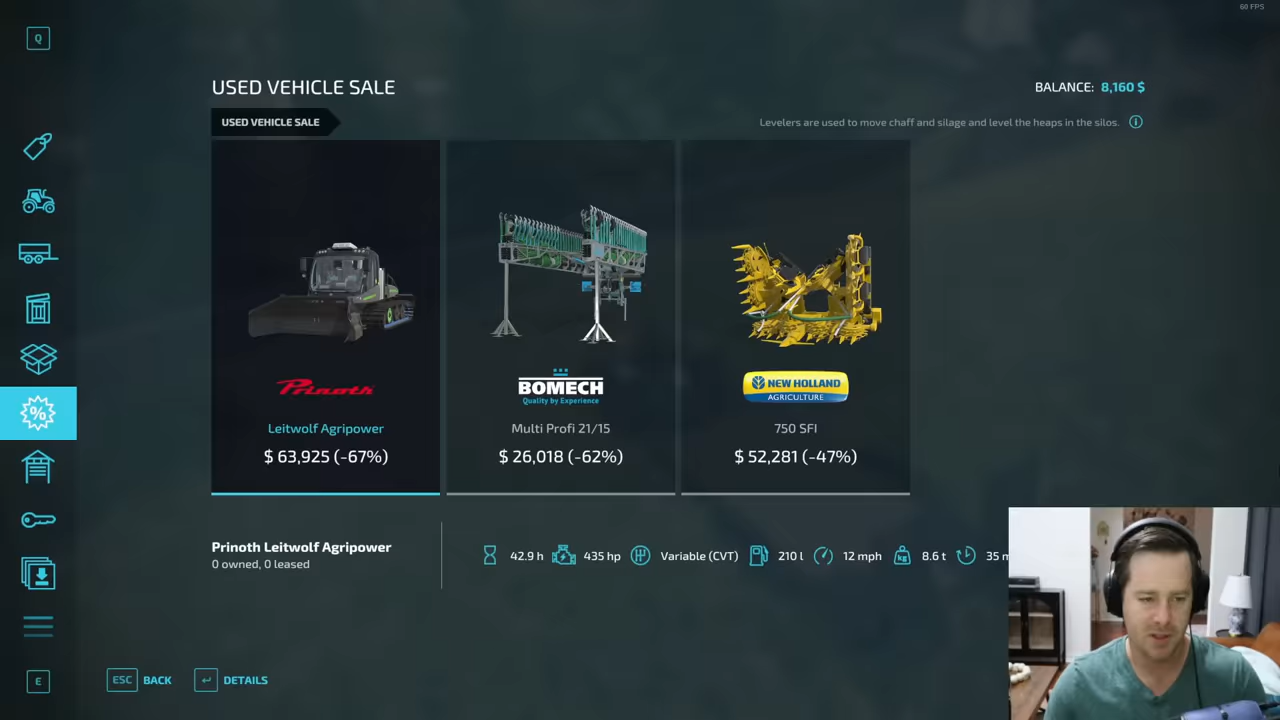 60 FPS
Q
USED VEHICLE SALE
BALANCE: 8,160 $
USED VEHICLE SALE
Levelers are used to move chaff and silage and level the heaps in the silos.
Prinoth
BOMECH
Quality by Experience
NEW HOLLAND
AGRICULTURE
Leitwolf Agripower
Multi Profi 21/15
750 SFI
$ 63,925 (-67%)
$ 26,018 (-62%)
$ 52,281 (-47%)
Prinoth Leitwolf Agripower
0 owned, 0 leased
42.9 h
435 hp
Variable (CVT)
210 l
12 mph
8.6 t
35 m
E
ESC BACK
DETAILS